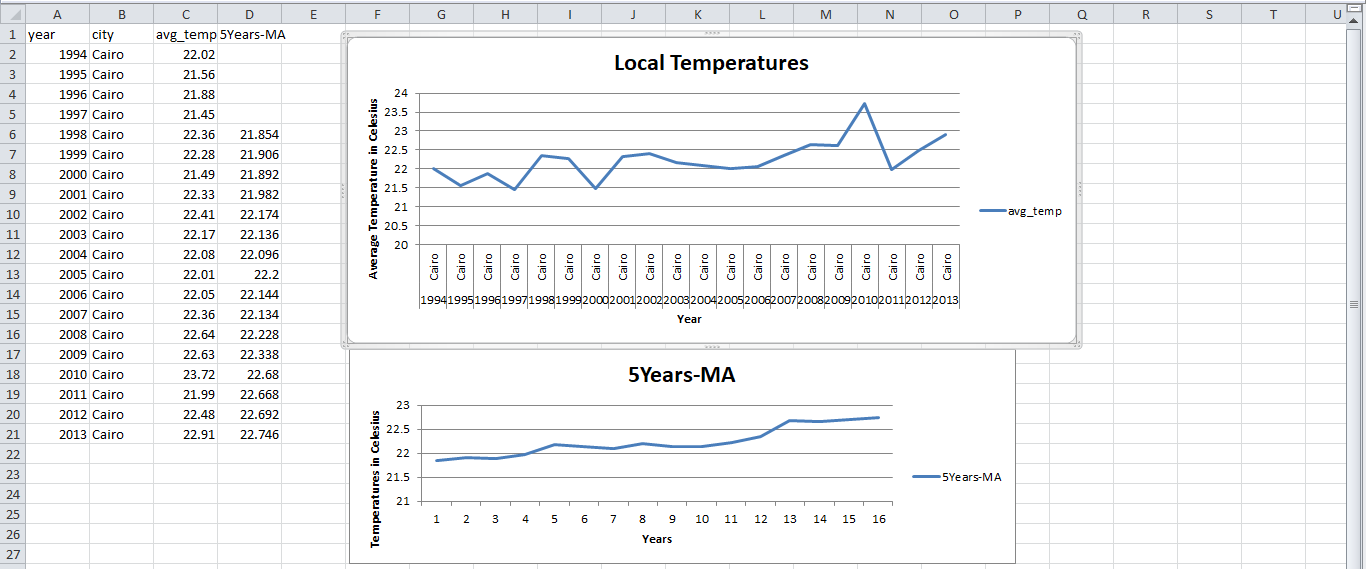 A B C D E F G H I J K L M N O P Q R S T U
1 year city avg_temp 5Years-MA
2 1994 Cairo 22.02
3 1995 Cairo 21.56
4 1996 Cairo 21.88
5 1997 Cairo 21.45
6 1998 Cairo 22.36 21.854
7 1999 Cairo 22.28 21.906
8 2000 Cairo 21.49 21.892
9 2001 Cairo 22.33 21.982
10 2002 Cairo 22.41 22.174
11 2003 Cairo 22.17 22.136
12 2004 Cairo 22.08 22.096
13 2005 Cairo 22.01 22.2
14 2006 Cairo 22.05 22.144
15 2007 Cairo 22.36 22.134
16 2008 Cairo 22.64 22.228
17 2009 Cairo 22.63 22.338
18 2010 Cairo 23.72 22.68
19 2011 Cairo 21.99 22.668
20 2012 Cairo 22.48 22.692
21 2013 Cairo 22.91 22.746
22
23
24
25
26
27
Local Temperatures
Average Temperature in Celesius
24
23.5
23
22.5
22
21.5
21
20.5
20
Cairo Cairo Cairo Cairo Cairo Cairo Cairo Cairo Cairo Cairo Cairo Cairo Cairo Cairo Cairo Cairo Cairo Cairo Cairo Cairo
1994 1995 1996 1997 1998 1999 2000 2001 2002 2003 2004 2005 2006 2007 2008 2009 2010 2011 2012 2013
Year
avg_temp
5Years-MA
Temperatures in Celesius
23
22.5
22
21.5
21
1 2 3 4 5 6 7 8 9 10 11 12 13 14 15 16
Years
5Years-MA